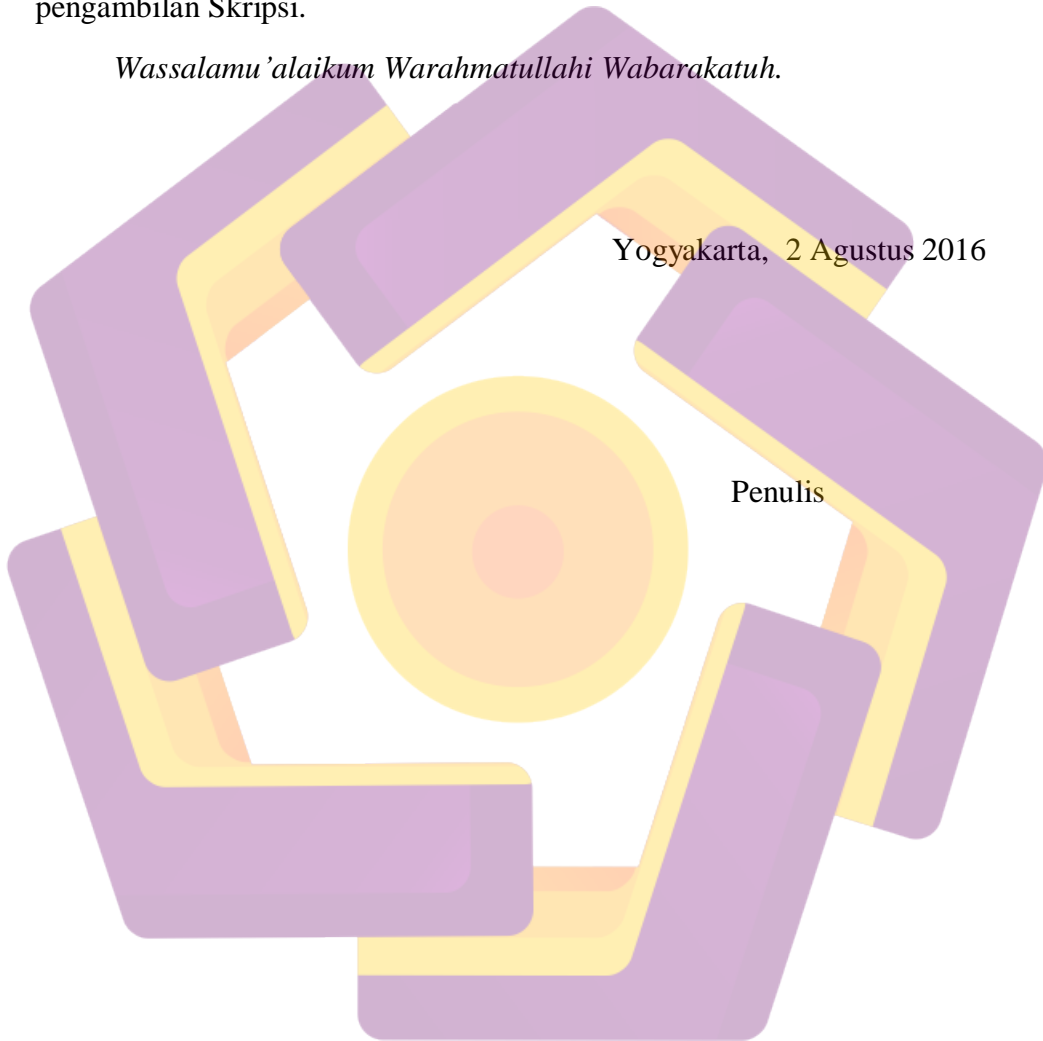 pengambilan Skripsi.
Wassalamu’alaikum Warahmatullahi Wabarakatuh.
Yogyakarta,  2 Agustus 2016
Penulis